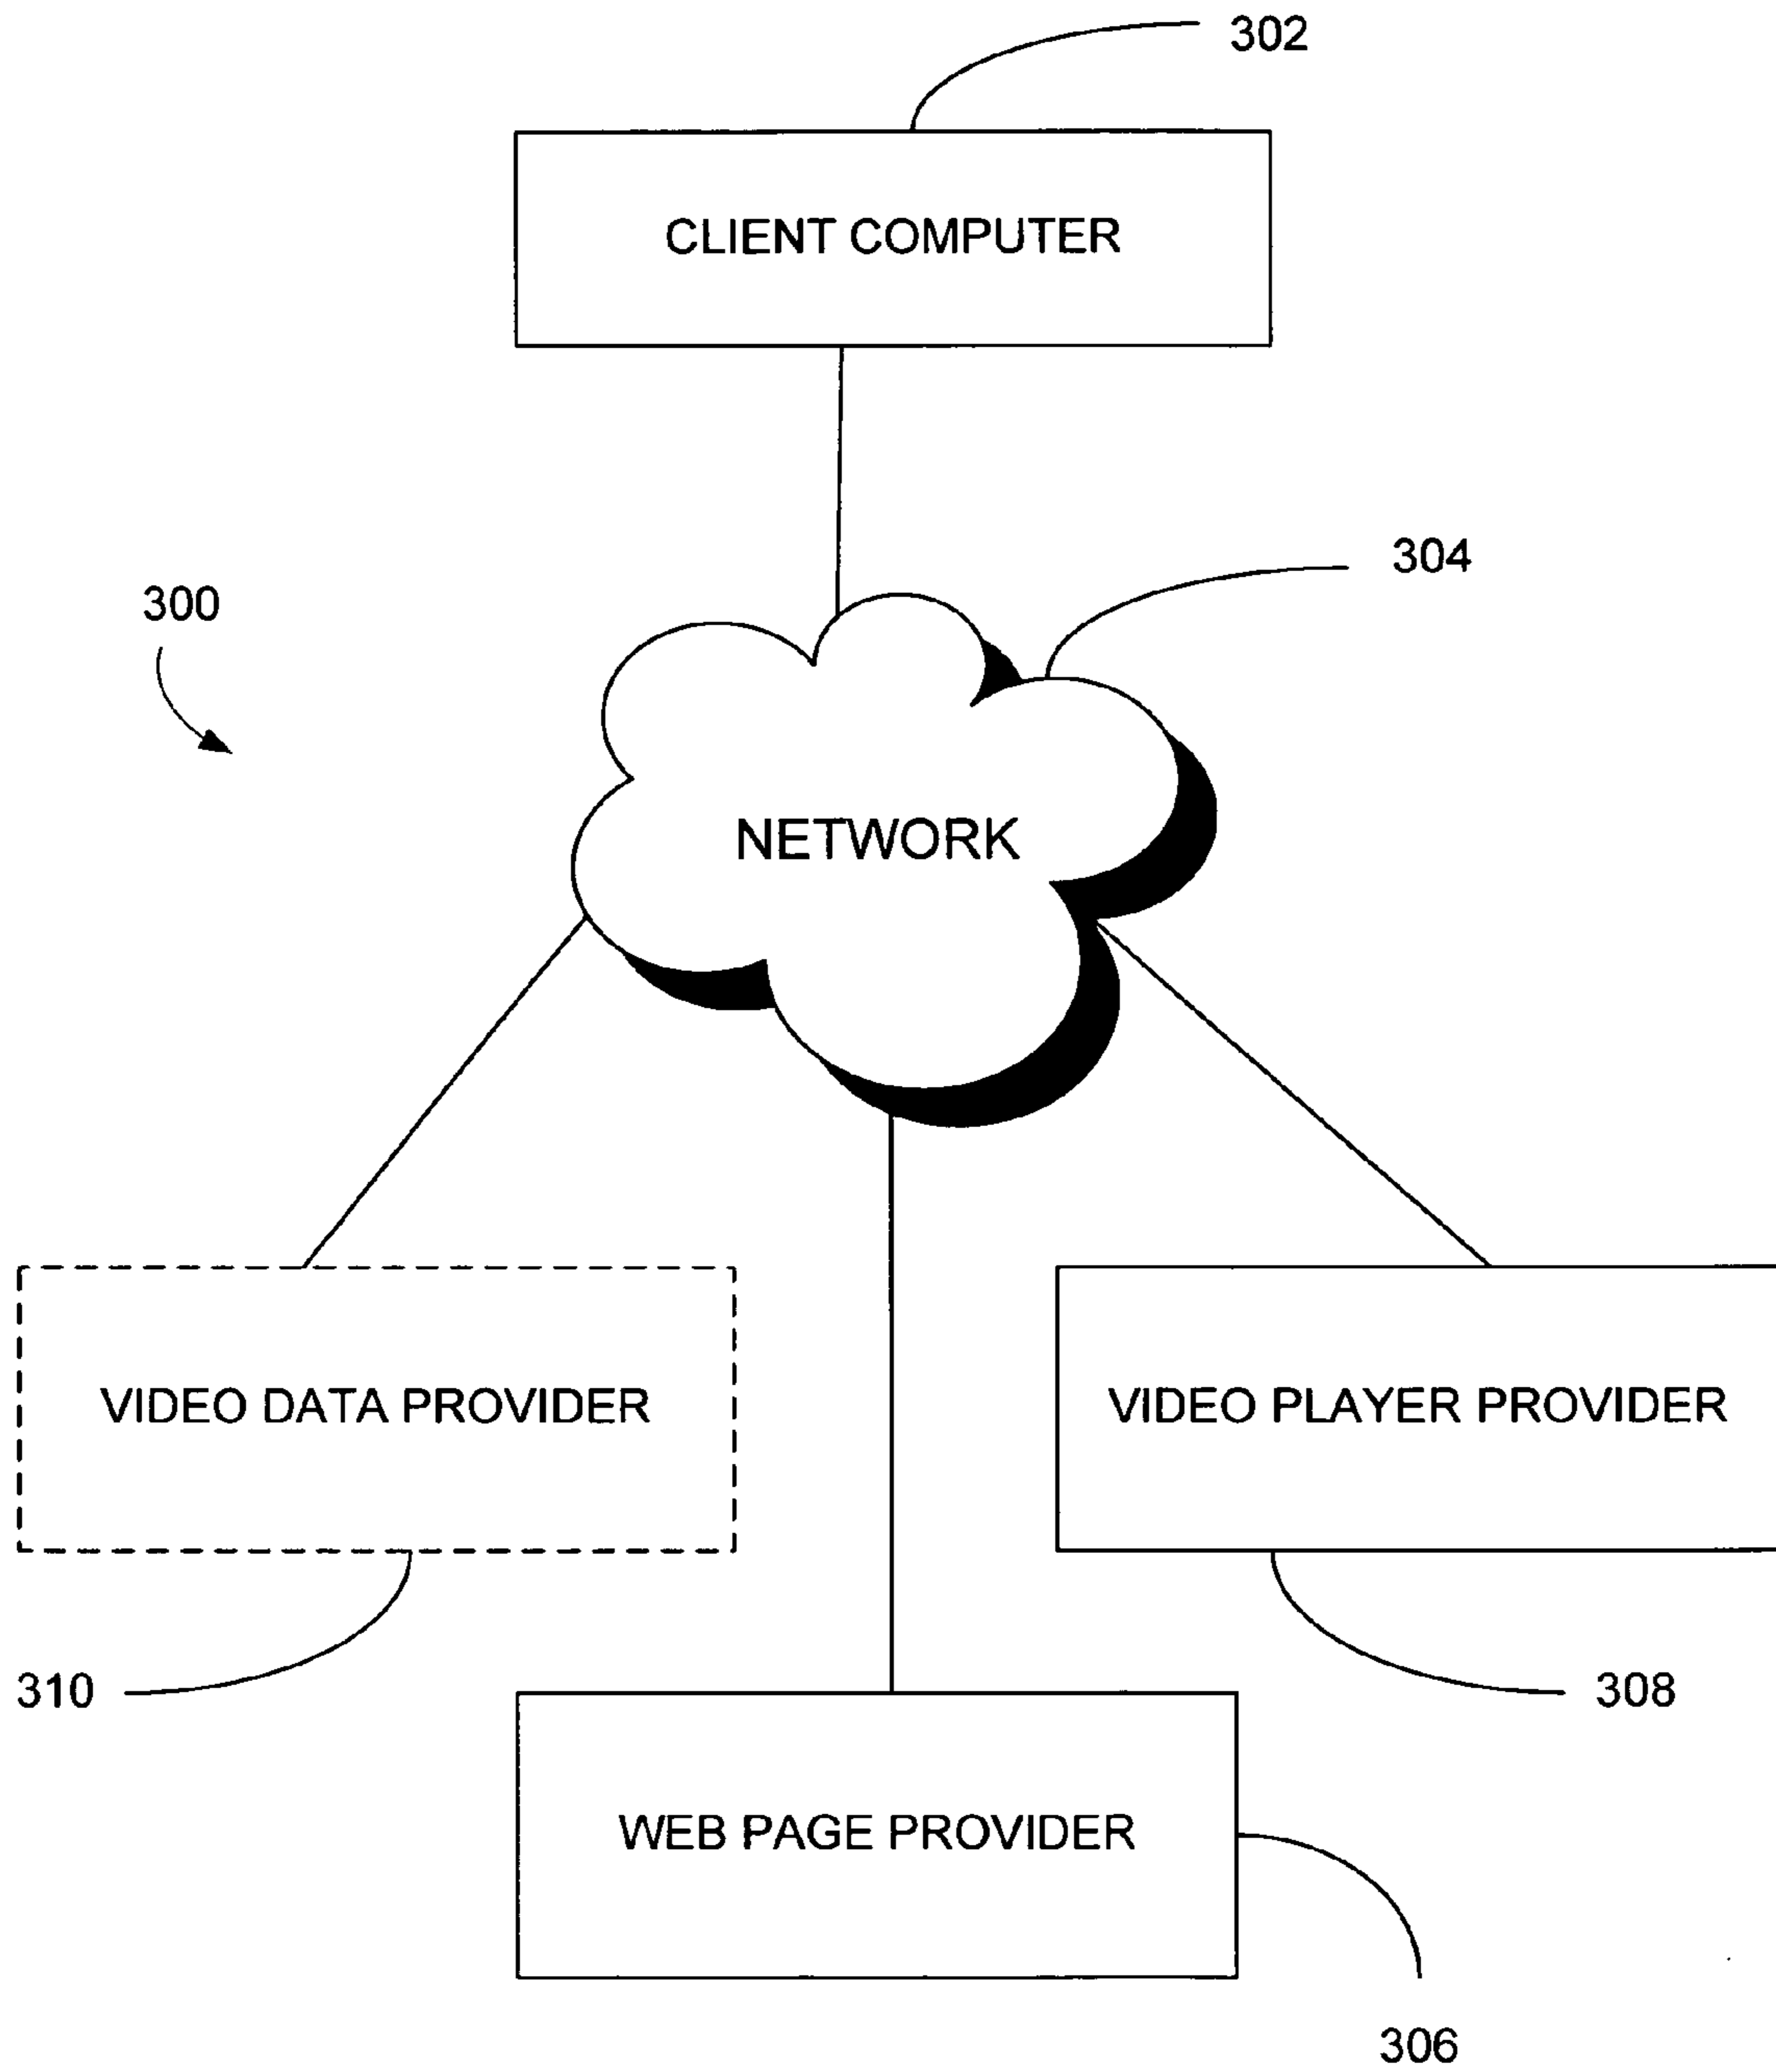 302
CLIENT COMPUTER
304
300
NETWORK
VIDEO DATA PROVIDER
VIDEO PLAYER PROVIDER
310
308
WEB PAGE PROVIDER
306